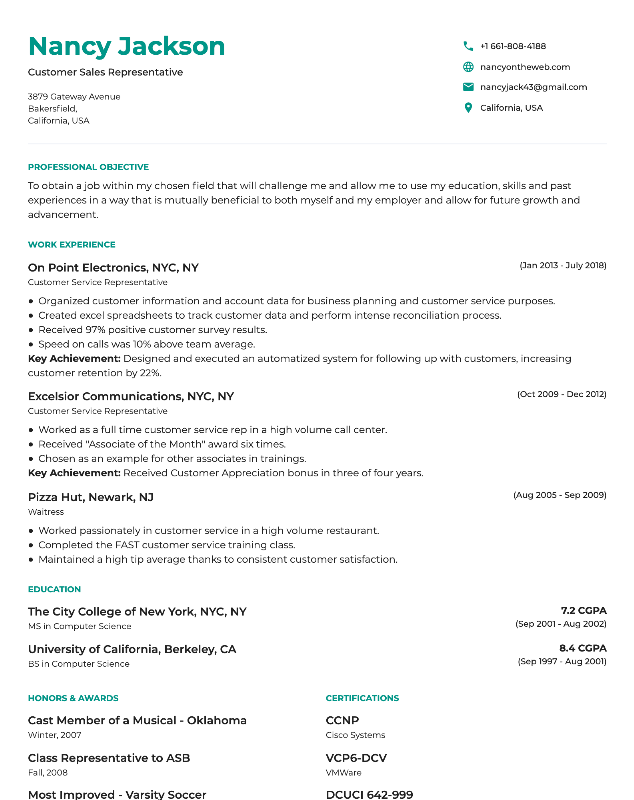 Nancy Jackson
Customer Sales Representative
3879 Gateway Avenue
Bakersfield,
California, USA
+1 661-808-4188
nancyontheweb.com
nancyjack43@gmail.com
California, USA
PROFESSIONAL OBJECTIVE
To obtain a job within my chosen field that will challenge me and allow me to use my education, skills and past
experiences in a way that is mutually beneficial to both myself and my employer and allow for future growth and
advancement.
WORK EXPERIENCE
On Point Electronics, NYC, NY (Jan 2013 - July 2018)
Customer Service Representative
● Organized customer information and account data for business planning and customer service purposes.
● Created excel spreadsheets to track customer data and perform intense reconciliation process.
● Received 97% positive customer survey results.
● Speed on calls was 10% above team average.
Key Achievement: Designed and executed an automatized system for following up with customers, increasing
customer retention by 22%.
Excelsior Communications, NYC, NY (Oct 2009 - Dec 2012)
Customer Service Representative
● Worked as a full time customer service rep in a high volume call center.
● Received "Associate of the Month" award six times.
● Chosen as an example for other associates in trainings.
Key Achievement: Received Customer Appreciation bonus in three of four years.
Pizza Hut, Newark, NJ (Aug 2005 - Sep 2009)
Waitress
● Worked passionately in customer service in a high volume restaurant.
● Completed the FAST customer service training class.
● Maintained a high tip average thanks to consistent customer satisfaction.
EDUCATION
The City College of New York, NYC, NY 7.2 CGPA
MS in Computer Science (Sep 2001 - Aug 2002)
University of California, Berkeley, CA 8.4 CGPA
BS in Computer Science (Sep 1997 - Aug 2001)
HONORS & AWARDS
Cast Member of a Musical - Oklahoma
Winter, 2007
Class Representative to ASB
Fall, 2008
Most Improved - Varsity Soccer
CERTIFICATIONS
CCNP
Cisco Systems
VCP6-DCV
VMWare
DCUCI 642-999